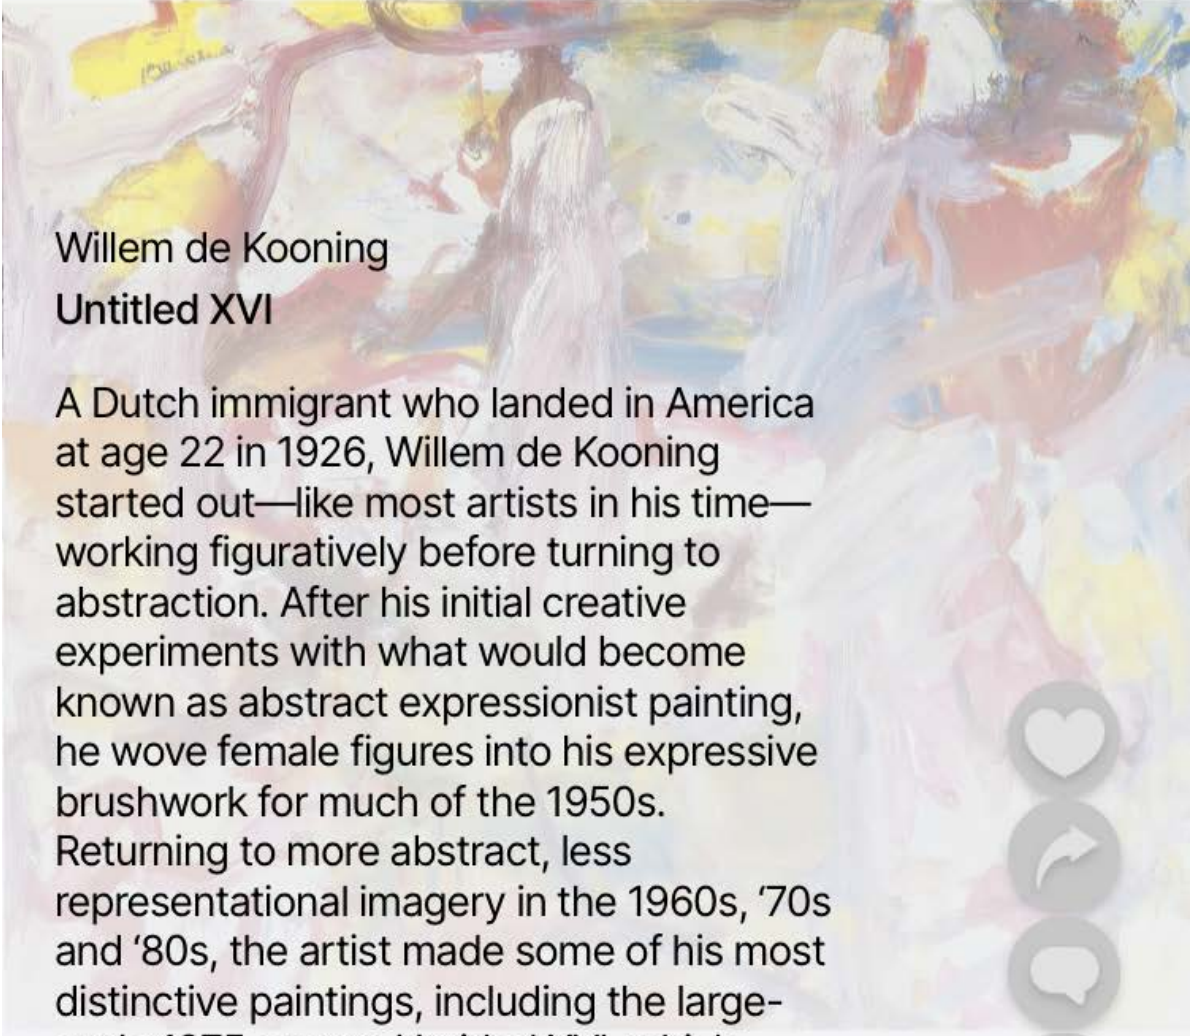 Willem de Kooning
Untitled XVI
A Dutch immigrant who landed in America
at age 22 in 1926, Willem de Kooning
started out—like most artists in his time—
working figuratively before turning to
abstraction. After his initial creative
experiments with what would become
known as abstract expressionist painting,
he wove female figures into his expressive
brushwork for much of the 1950s.
Returning to more abstract, less
representational imagery in the 1960s, ‘70s
and ‘80s, the artist made some of his most
distinctive paintings, including the large-